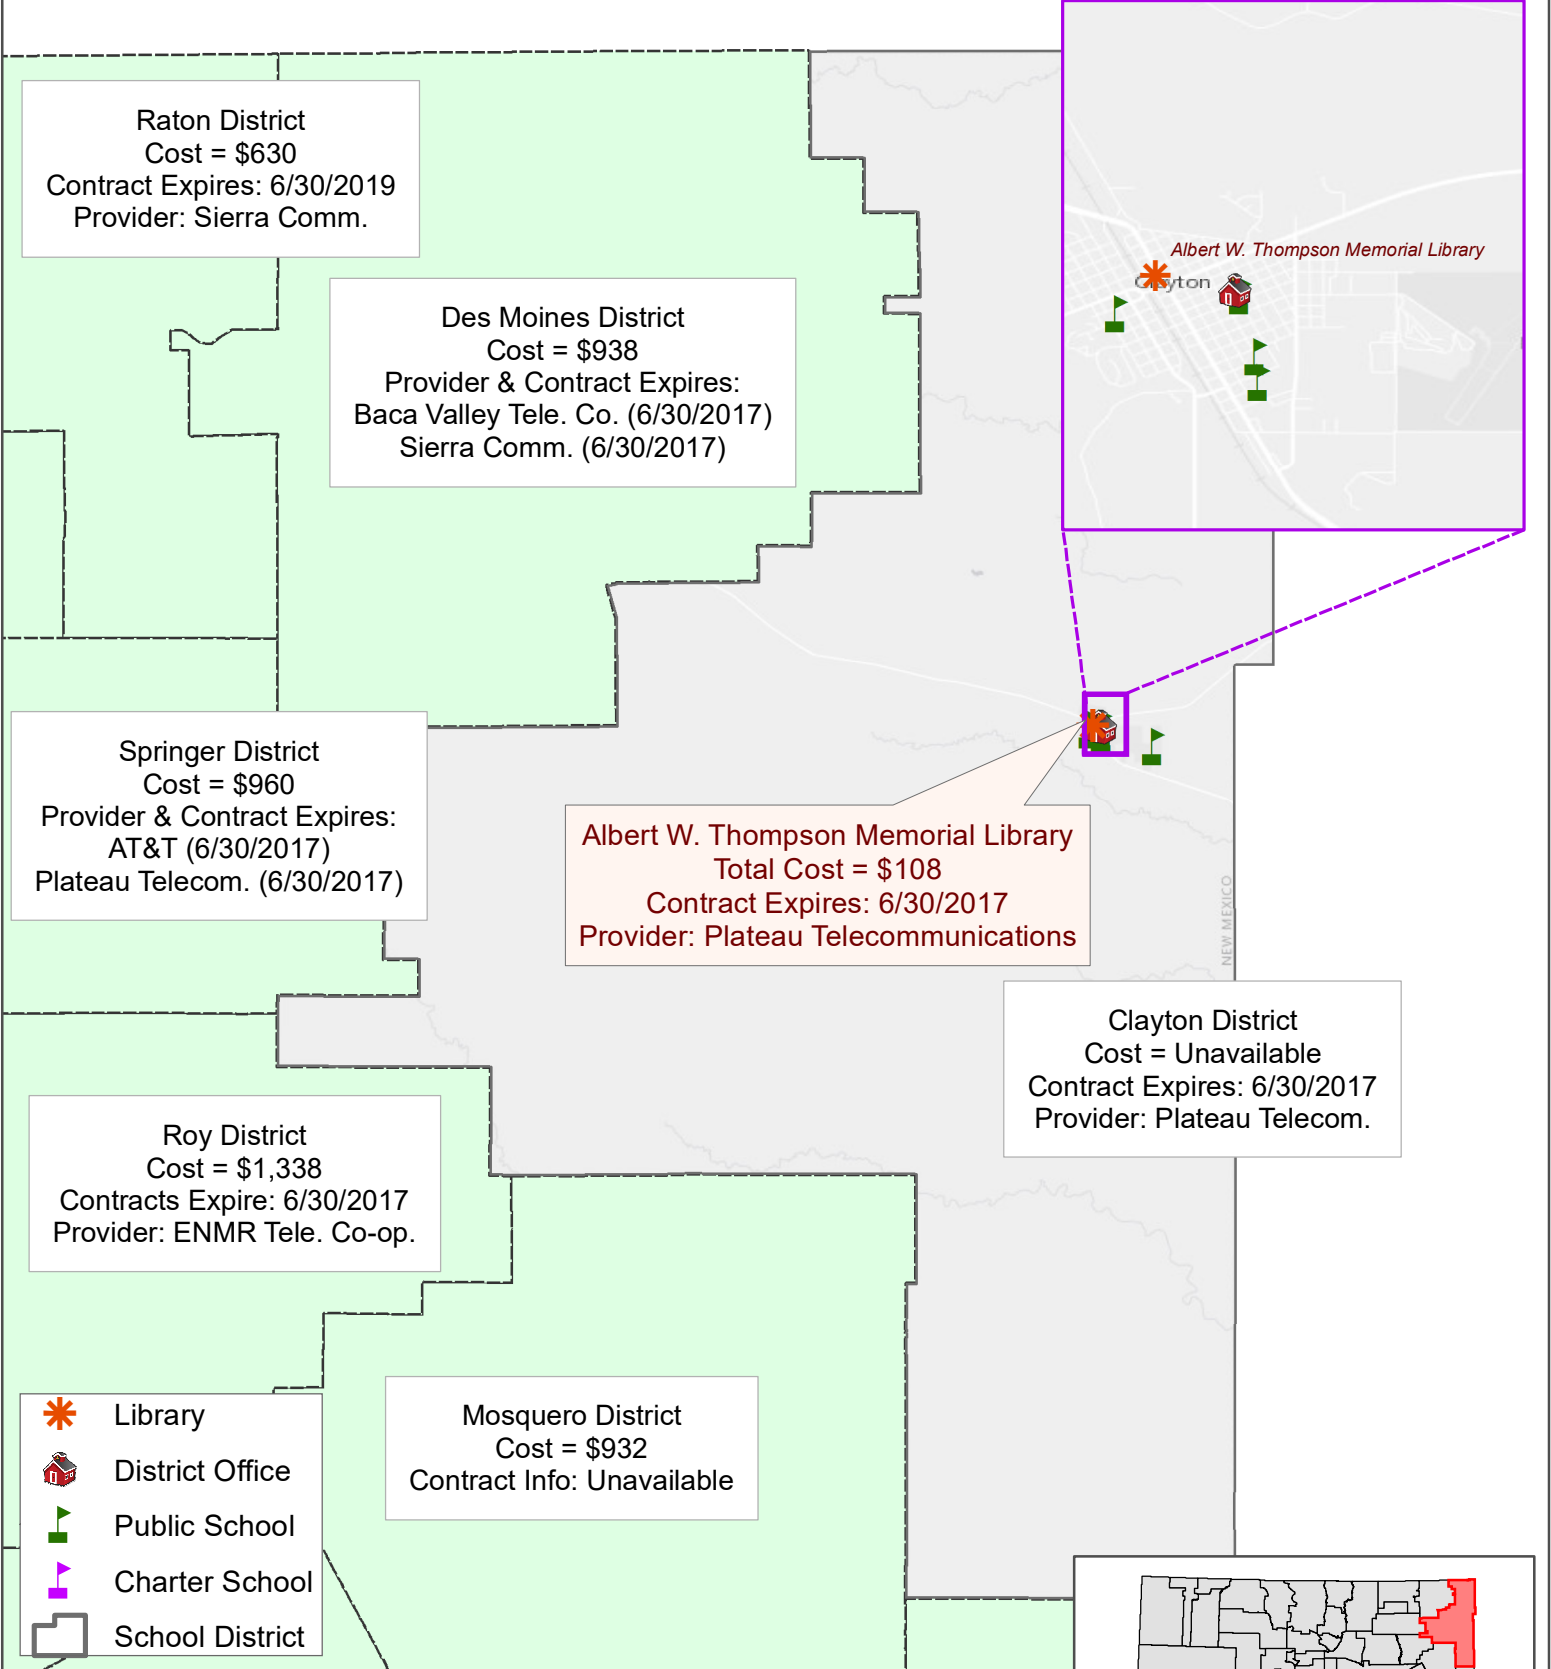 Raton District
Cost = $630
Contract Expires: 6/30/2019
Provider: Sierra Comm.
Des Moines District
Cost = $938
Provider & Contract Expires:
Baca Valley Tele. Co. (6/30/2017)
Sierra Comm. (6/30/2017)
Albert W. Thompson Memorial Library
Springer District
Cost = $960
Provider & Contract Expires:
AT&T (6/30/2017)
Plateau Telecom. (6/30/2017)
Albert W. Thompson Memorial Library
Total Cost = $108
Contract Expires: 6/30/2017
Provider: Plateau Telecommunications
NEW MEXICO
Clayton District
Cost = Unavailable
Contract Expires: 6/30/2017
Provider: Plateau Telecom.
Roy District
Cost = $1,338
Contracts Expire: 6/30/2017
Provider: ENMR Tele. Co-op.
Mosquero District
Cost = $932
Contract Info: Unavailable
Library
District Office
Public School
Charter School
School District